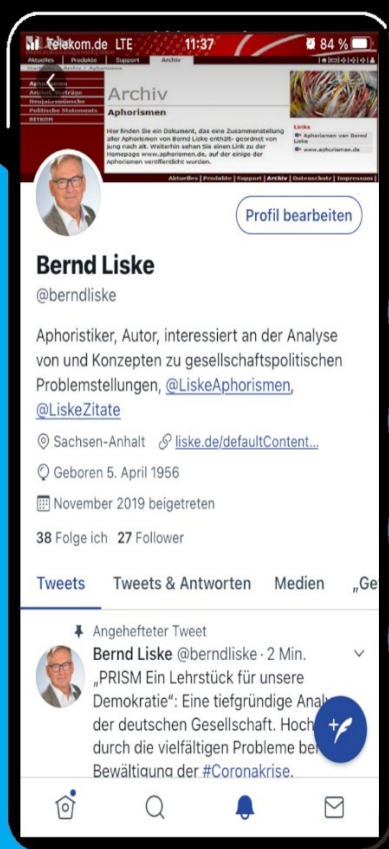 Telekom.de LTE 11:37 84 %
Aktuelles | Produkte | Support | Archiv
Aphorismen
Politische Statements
Archiv
Aphorismen
Hier finden Sie ein Dokument, das eine Zusammenstellung
aller Aphorismen von Bernd Liske enthält- geordnet von
jung nach alt. Weiterhin sehen Sie einen Link zu der
Homepage www.aphorismen.de, auf der einige der
Aphorismen veröffentlicht wurden.
Links
Aphorismen von Bernd
Liske
www.aphorismen.de
Aktuelles | Produkte | Support | Archiv | Datenschutz | Impressum |
Profil bearbeiten
Bernd Liske
@berndliske
Aphoristiker, Autor, interessiert an der Analyse
von und Konzepten zu gesellschaftspolitischen
Problemstellungen, @LiskeAphorismen,
@LiskeZitate
Sachsen-Anhalt liske.de/defaultContent...
Geboren 5. April 1956
November 2019 beigetreten
38 Folge ich 27 Follower
Tweets Tweets & Antworten Medien „Ge
Angehefteter Tweet
Bernd Liske @berndliske · 2 Min.
„PRISM Ein Lehrstück für unsere
Demokratie“: Eine tiefgründige Analy
der deutschen Gesellschaft. Hoch
durch die vielfältigen Probleme bei
Bewältigung der #Coronakrise.